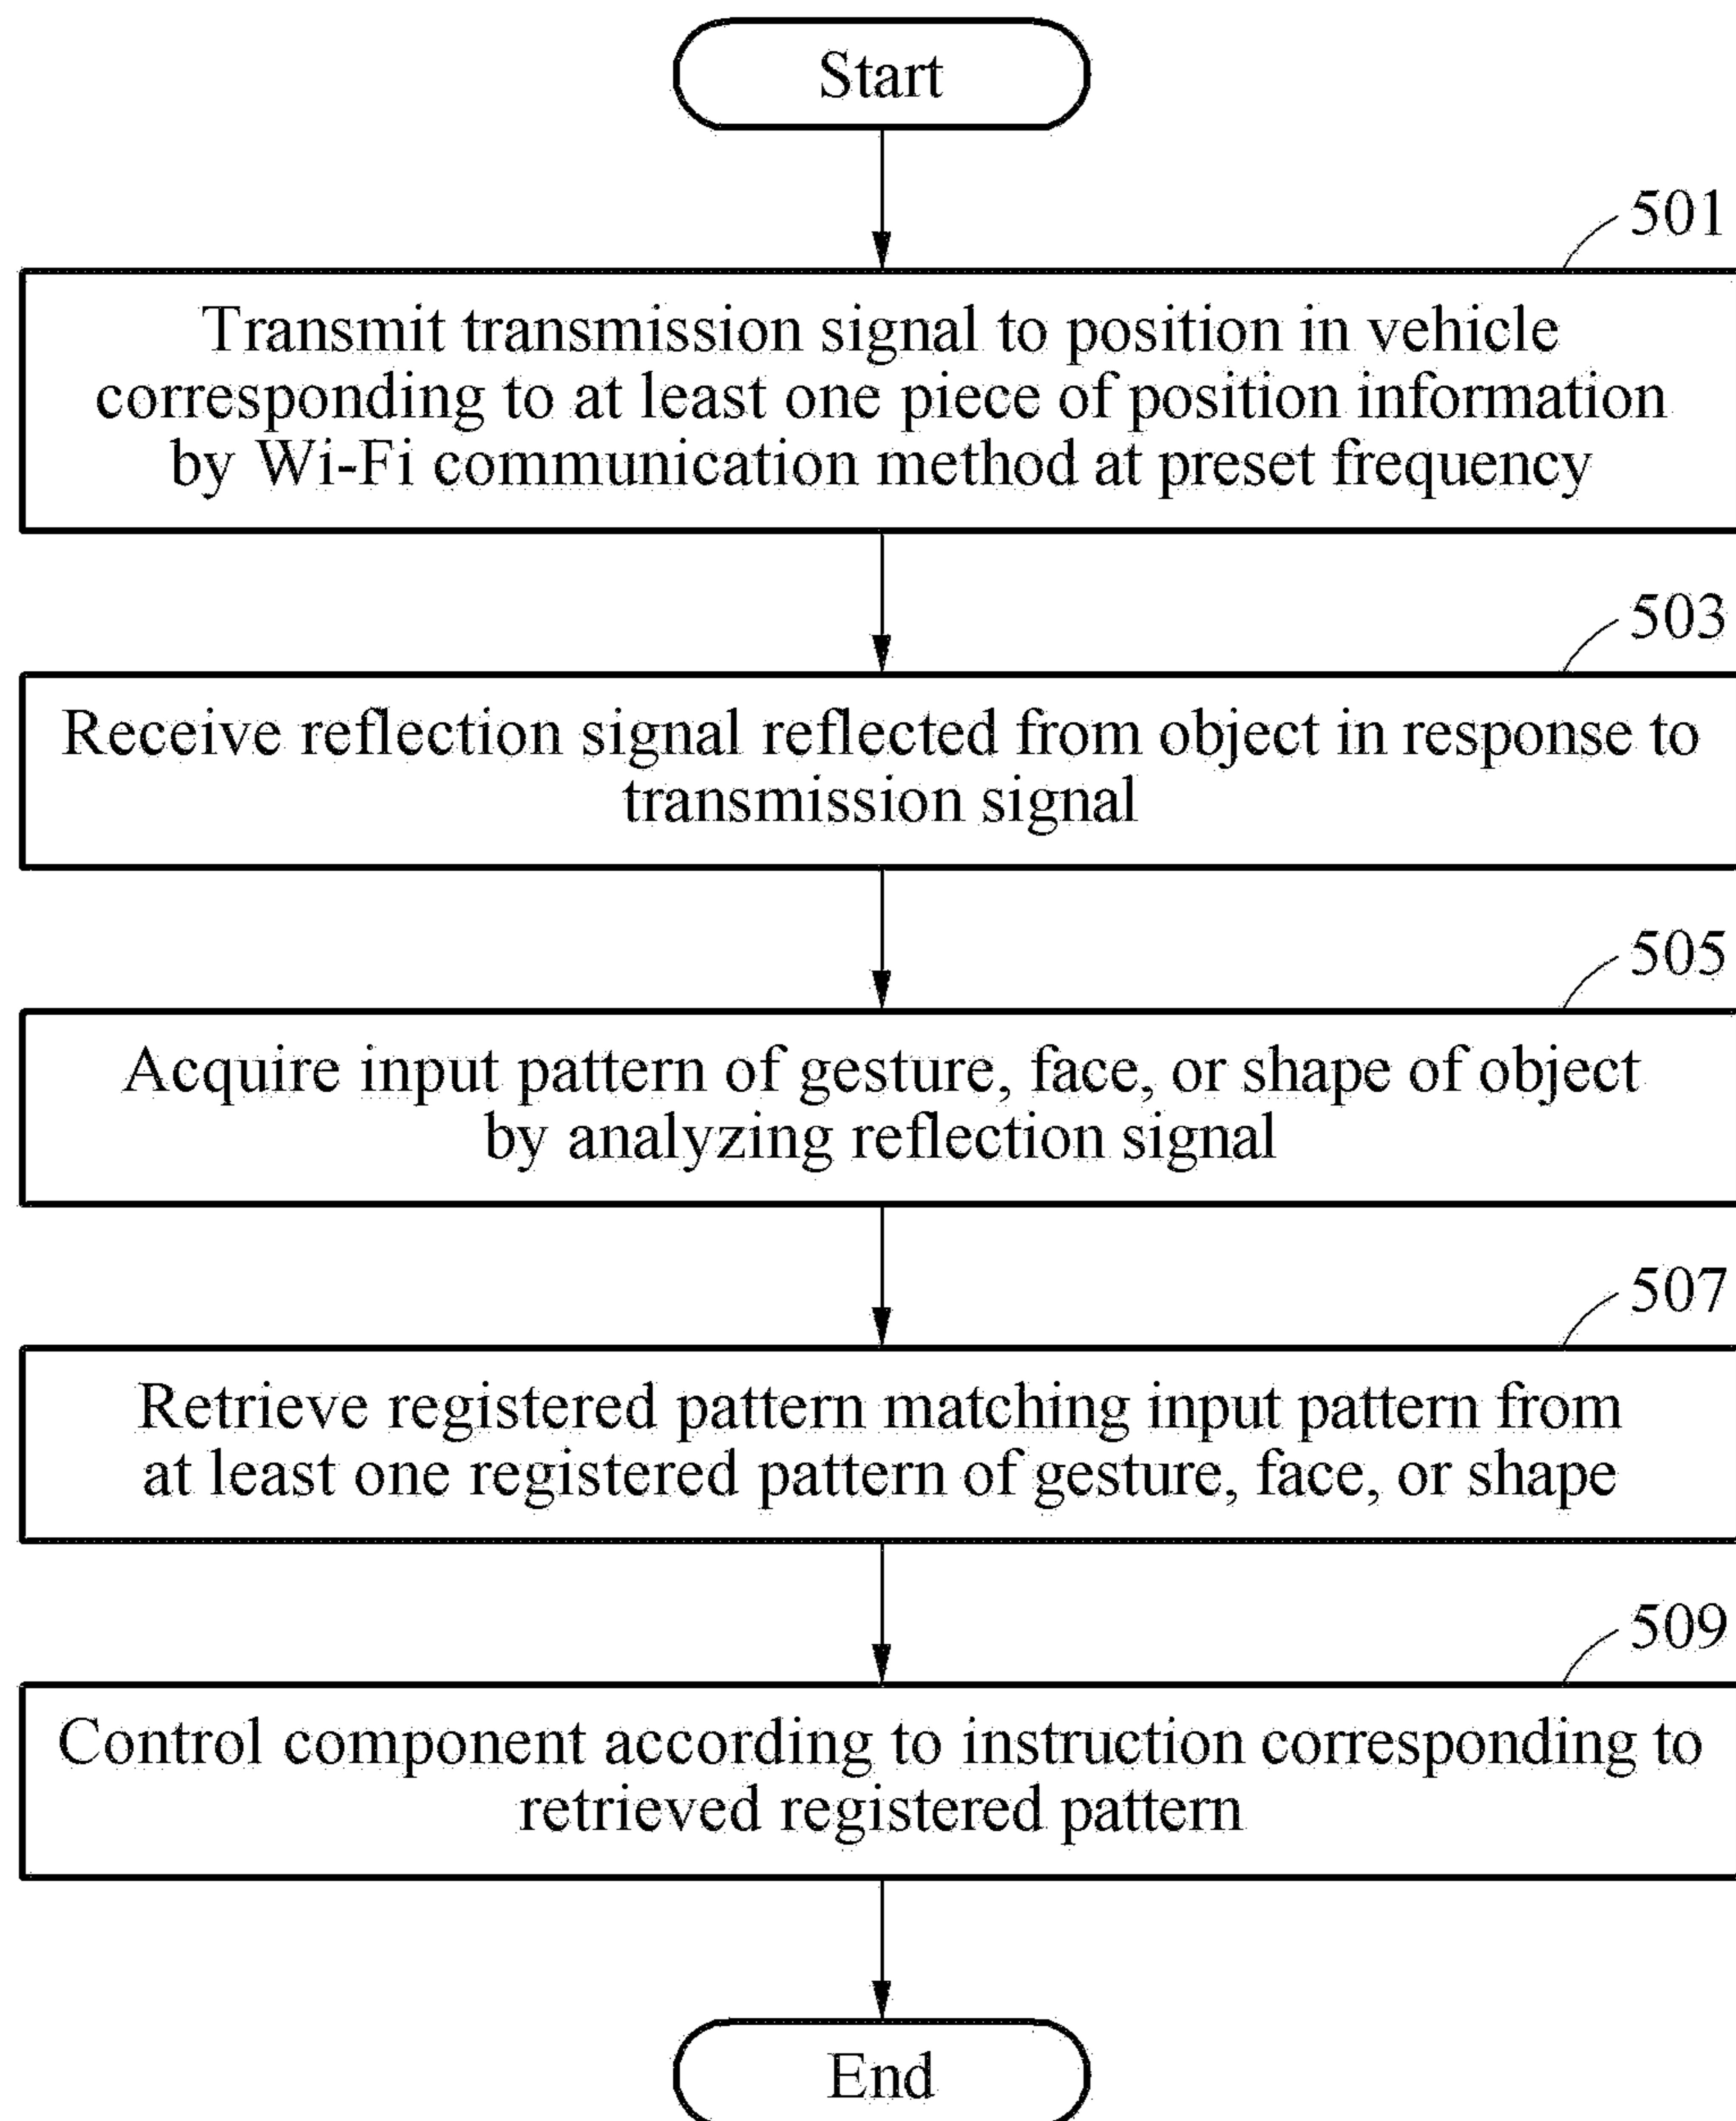 Start
501
Transmit transmission signal to position in vehicle
corresponding to at least one piece of position information
by Wi-Fi communication method at preset frequency
503
Receive reflection signal reflected from object in response to
transmission signal
505
Acquire input pattern of gesture, face, or shape of object
by analyzing reflection signal
507
Retrieve registered pattern matching input pattern from
at least one registered pattern of gesture, face, or shape
509
Control component according to instruction corresponding to
retrieved registered pattern
End